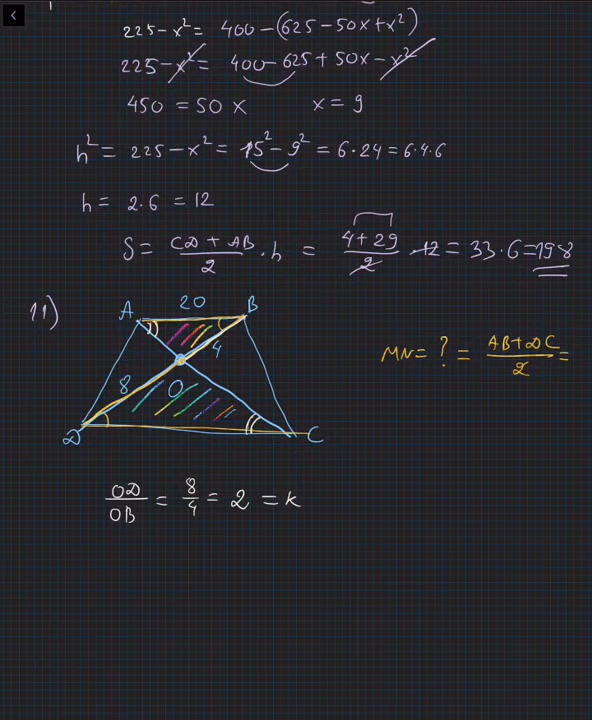 225 - x² = 400 - (625 - 50x + x²)
225 - x² = 400 - 625 + 50x - x²
450 = 50x x = 9
h² = 225 - x² = 15² - 9² = 6·24 = 6·4·6
h = 2·6 = 12
S = (CD + AB)/2 · h = (4 + 29)/2 · 12 = 33·6 = 198
11)
20
A B
MN = ? = (AB + DC)/2 =
4
8 O
D C
OD/OB = 8/4 = 2 = k